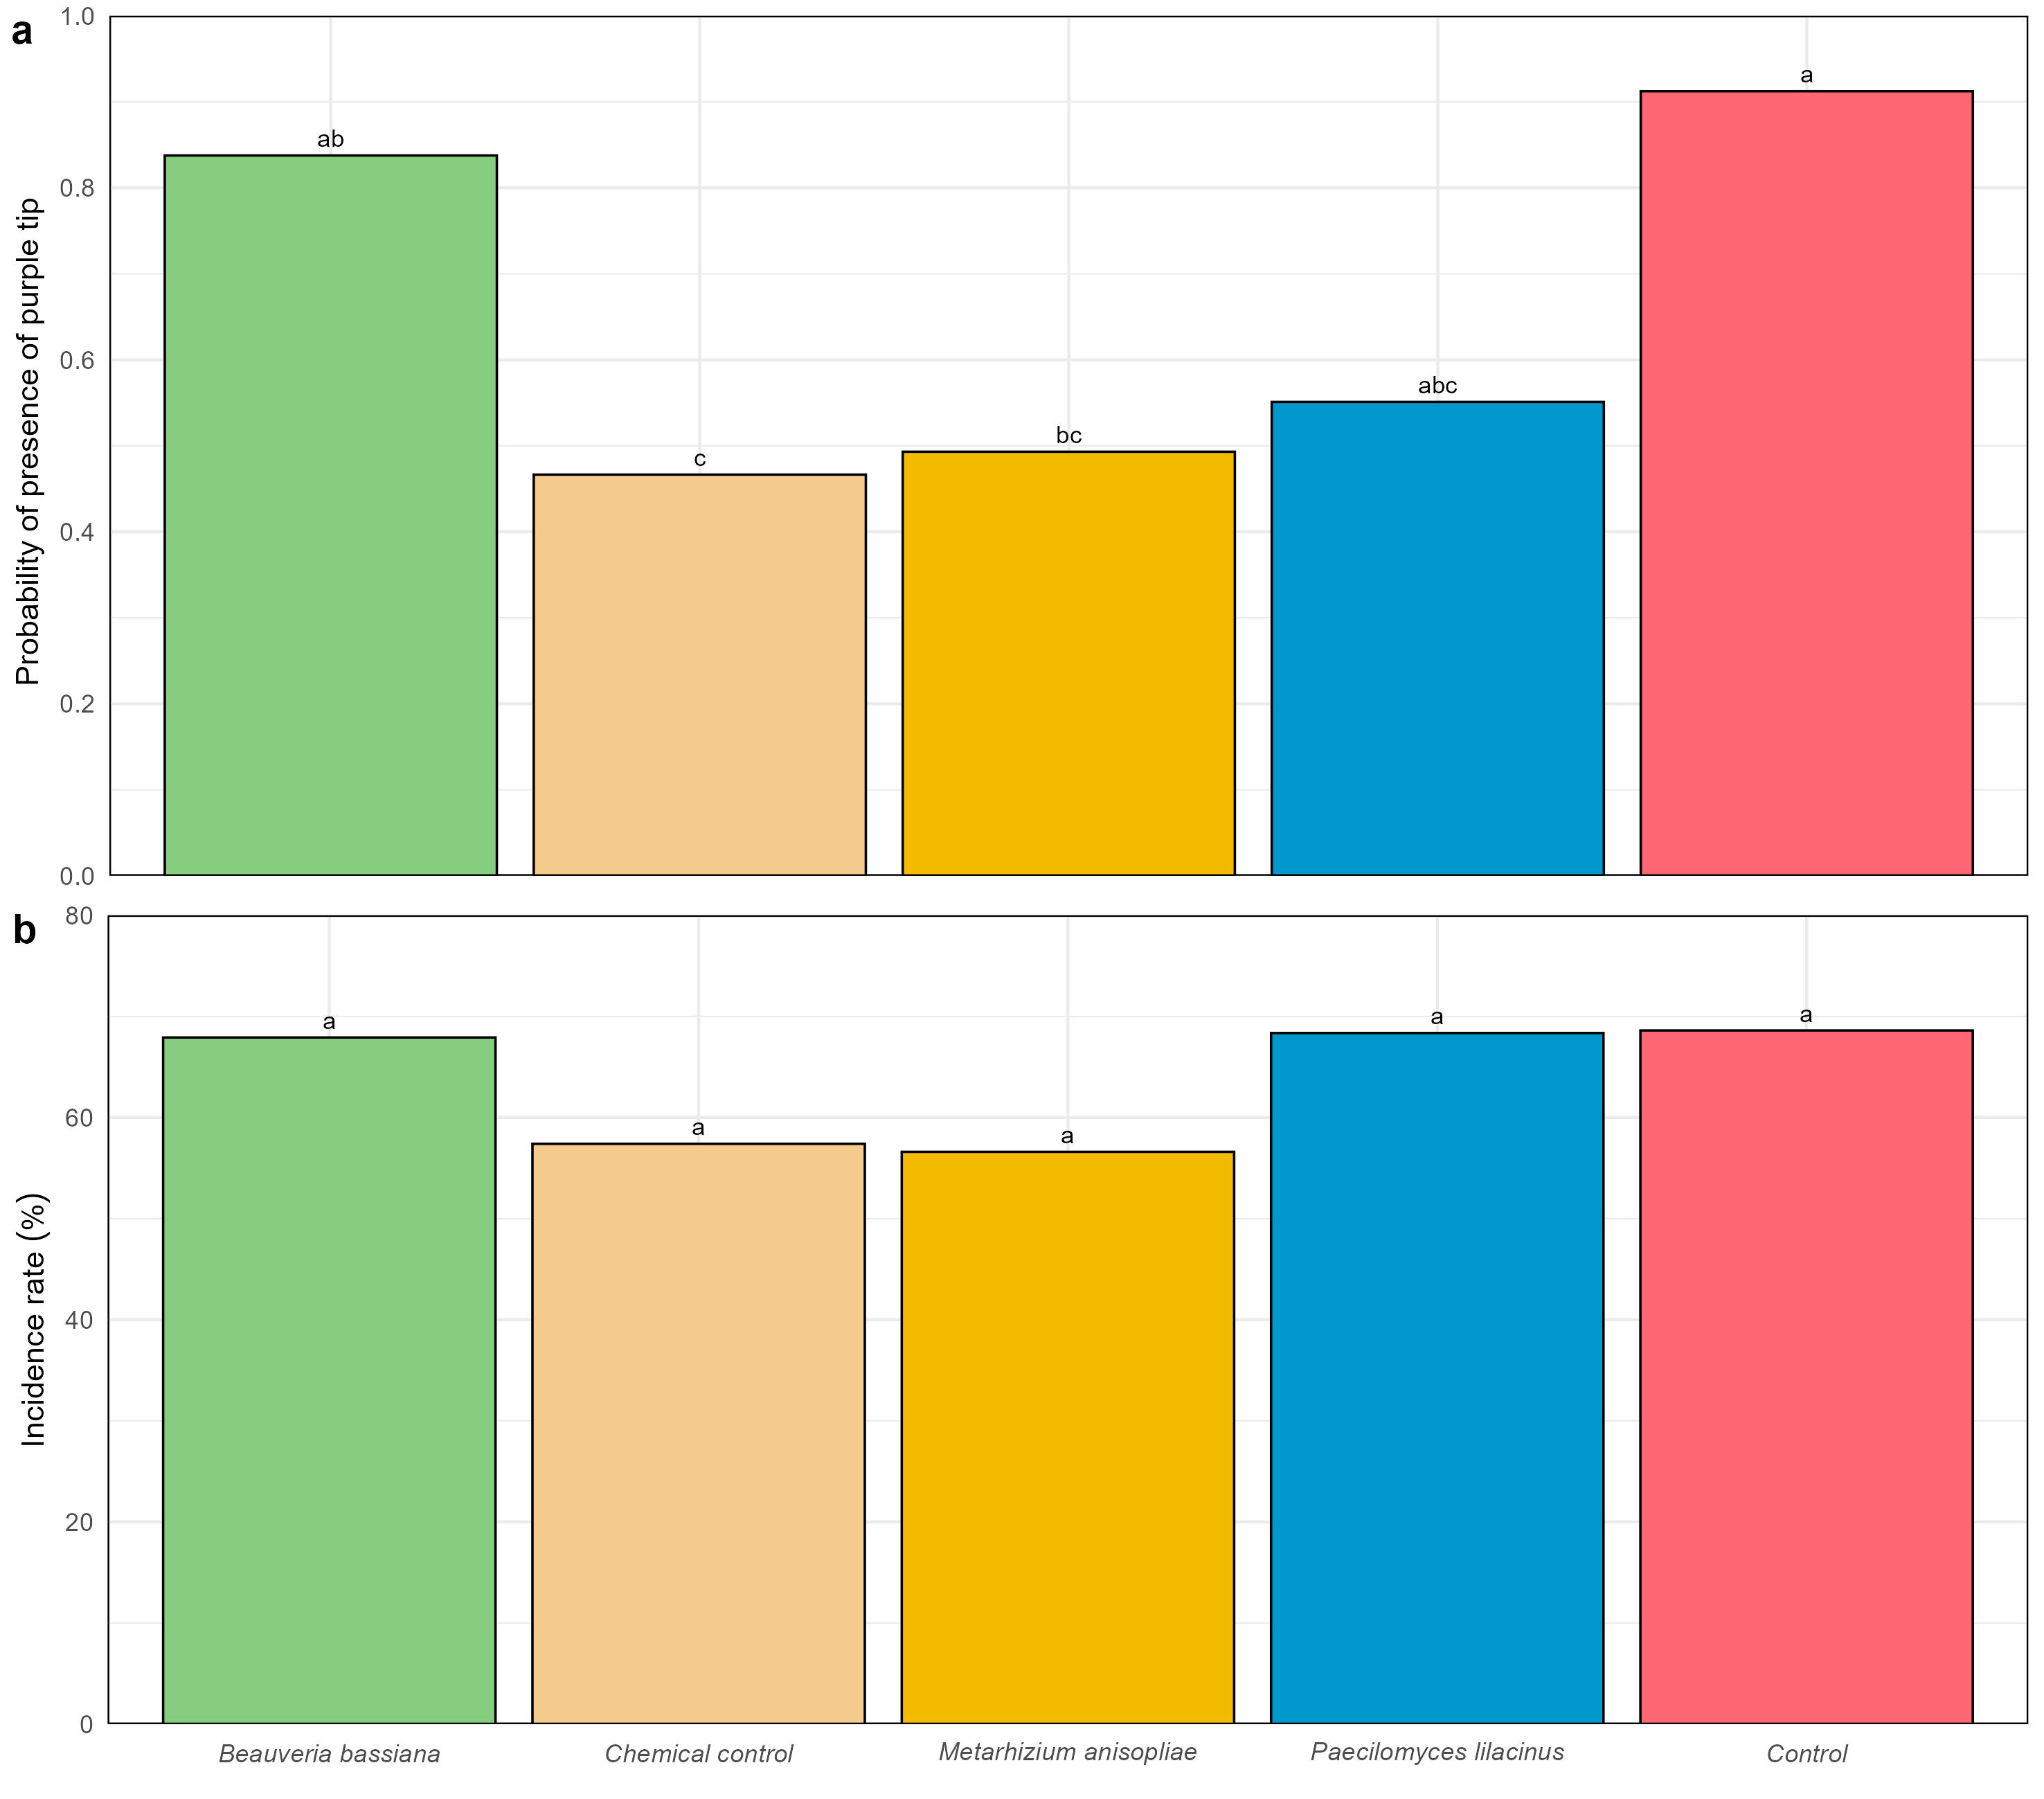 a
Probability of presence of purple tip
1.0
0.8
0.6
0.4
0.2
0.0
ab
c
bc
abc
a
b
Incidence rate (%)
80
60
40
20
0
a
a
a
a
a
Beauveria bassiana
Chemical control
Metarhizium anisopliae
Paecilomyces lilacinus
Control